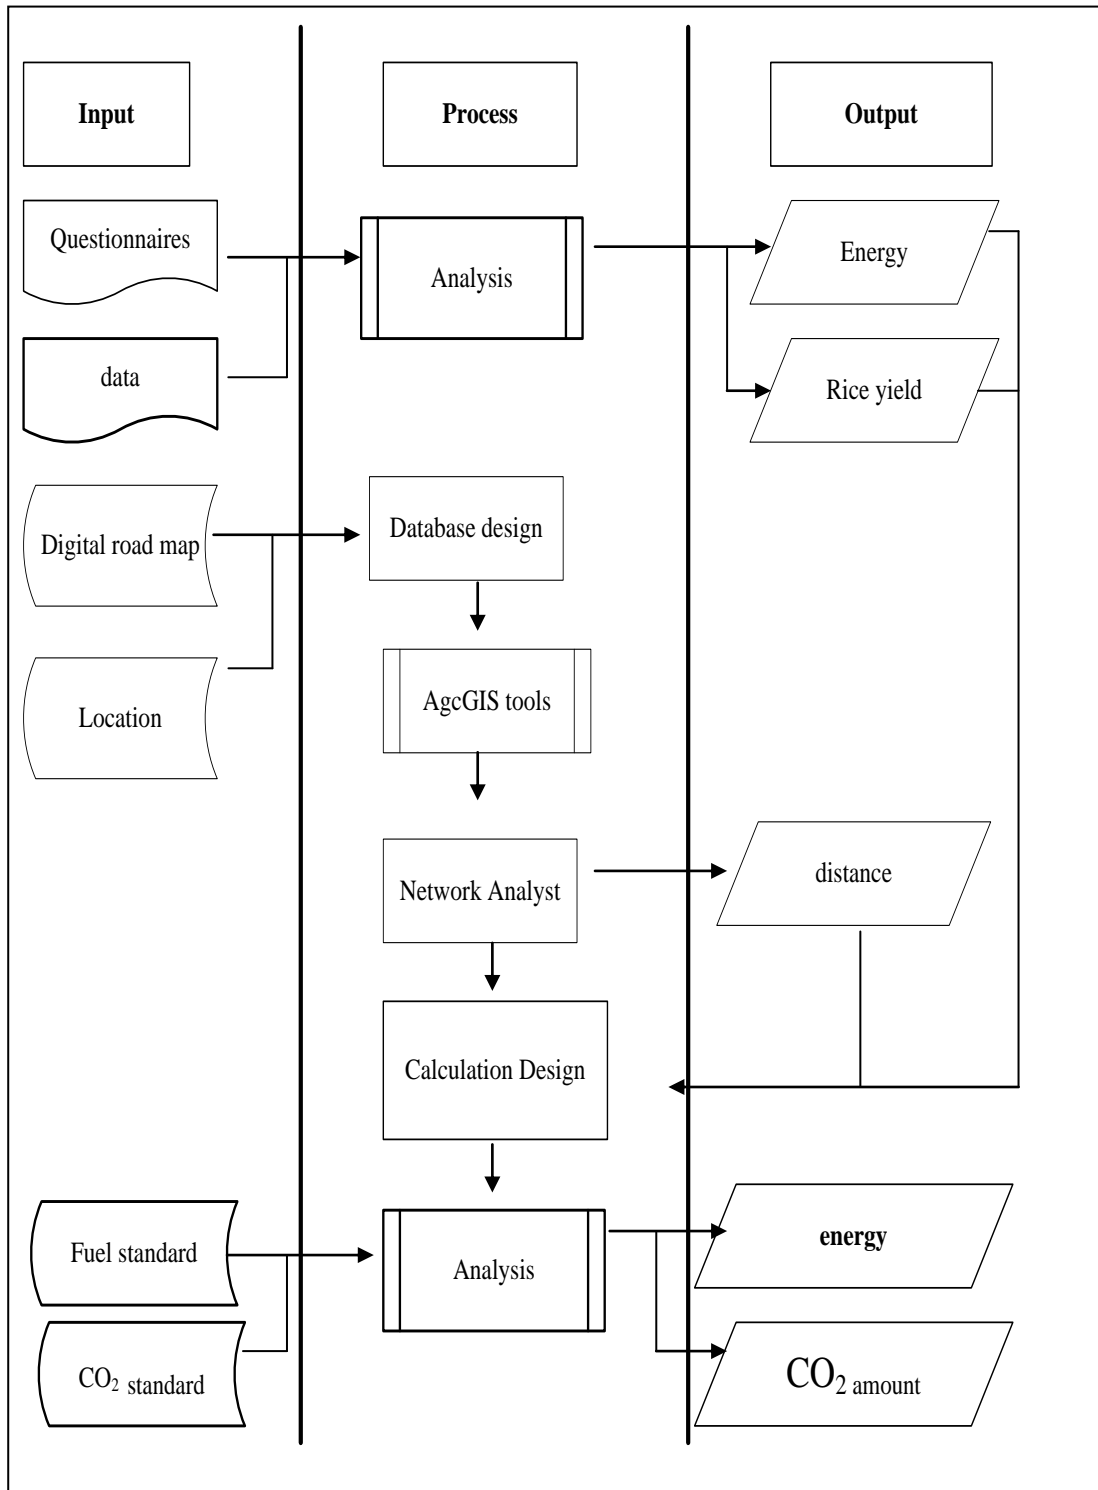 Input
Process
Output
Questionnaires
Analysis
Energy
data
Rice yield
Digital road map
Database design
Location
AgcGIS tools
Network Analyst
distance
Calculation Design
Fuel standard
Analysis
energy
CO₂ standard
CO₂ amount